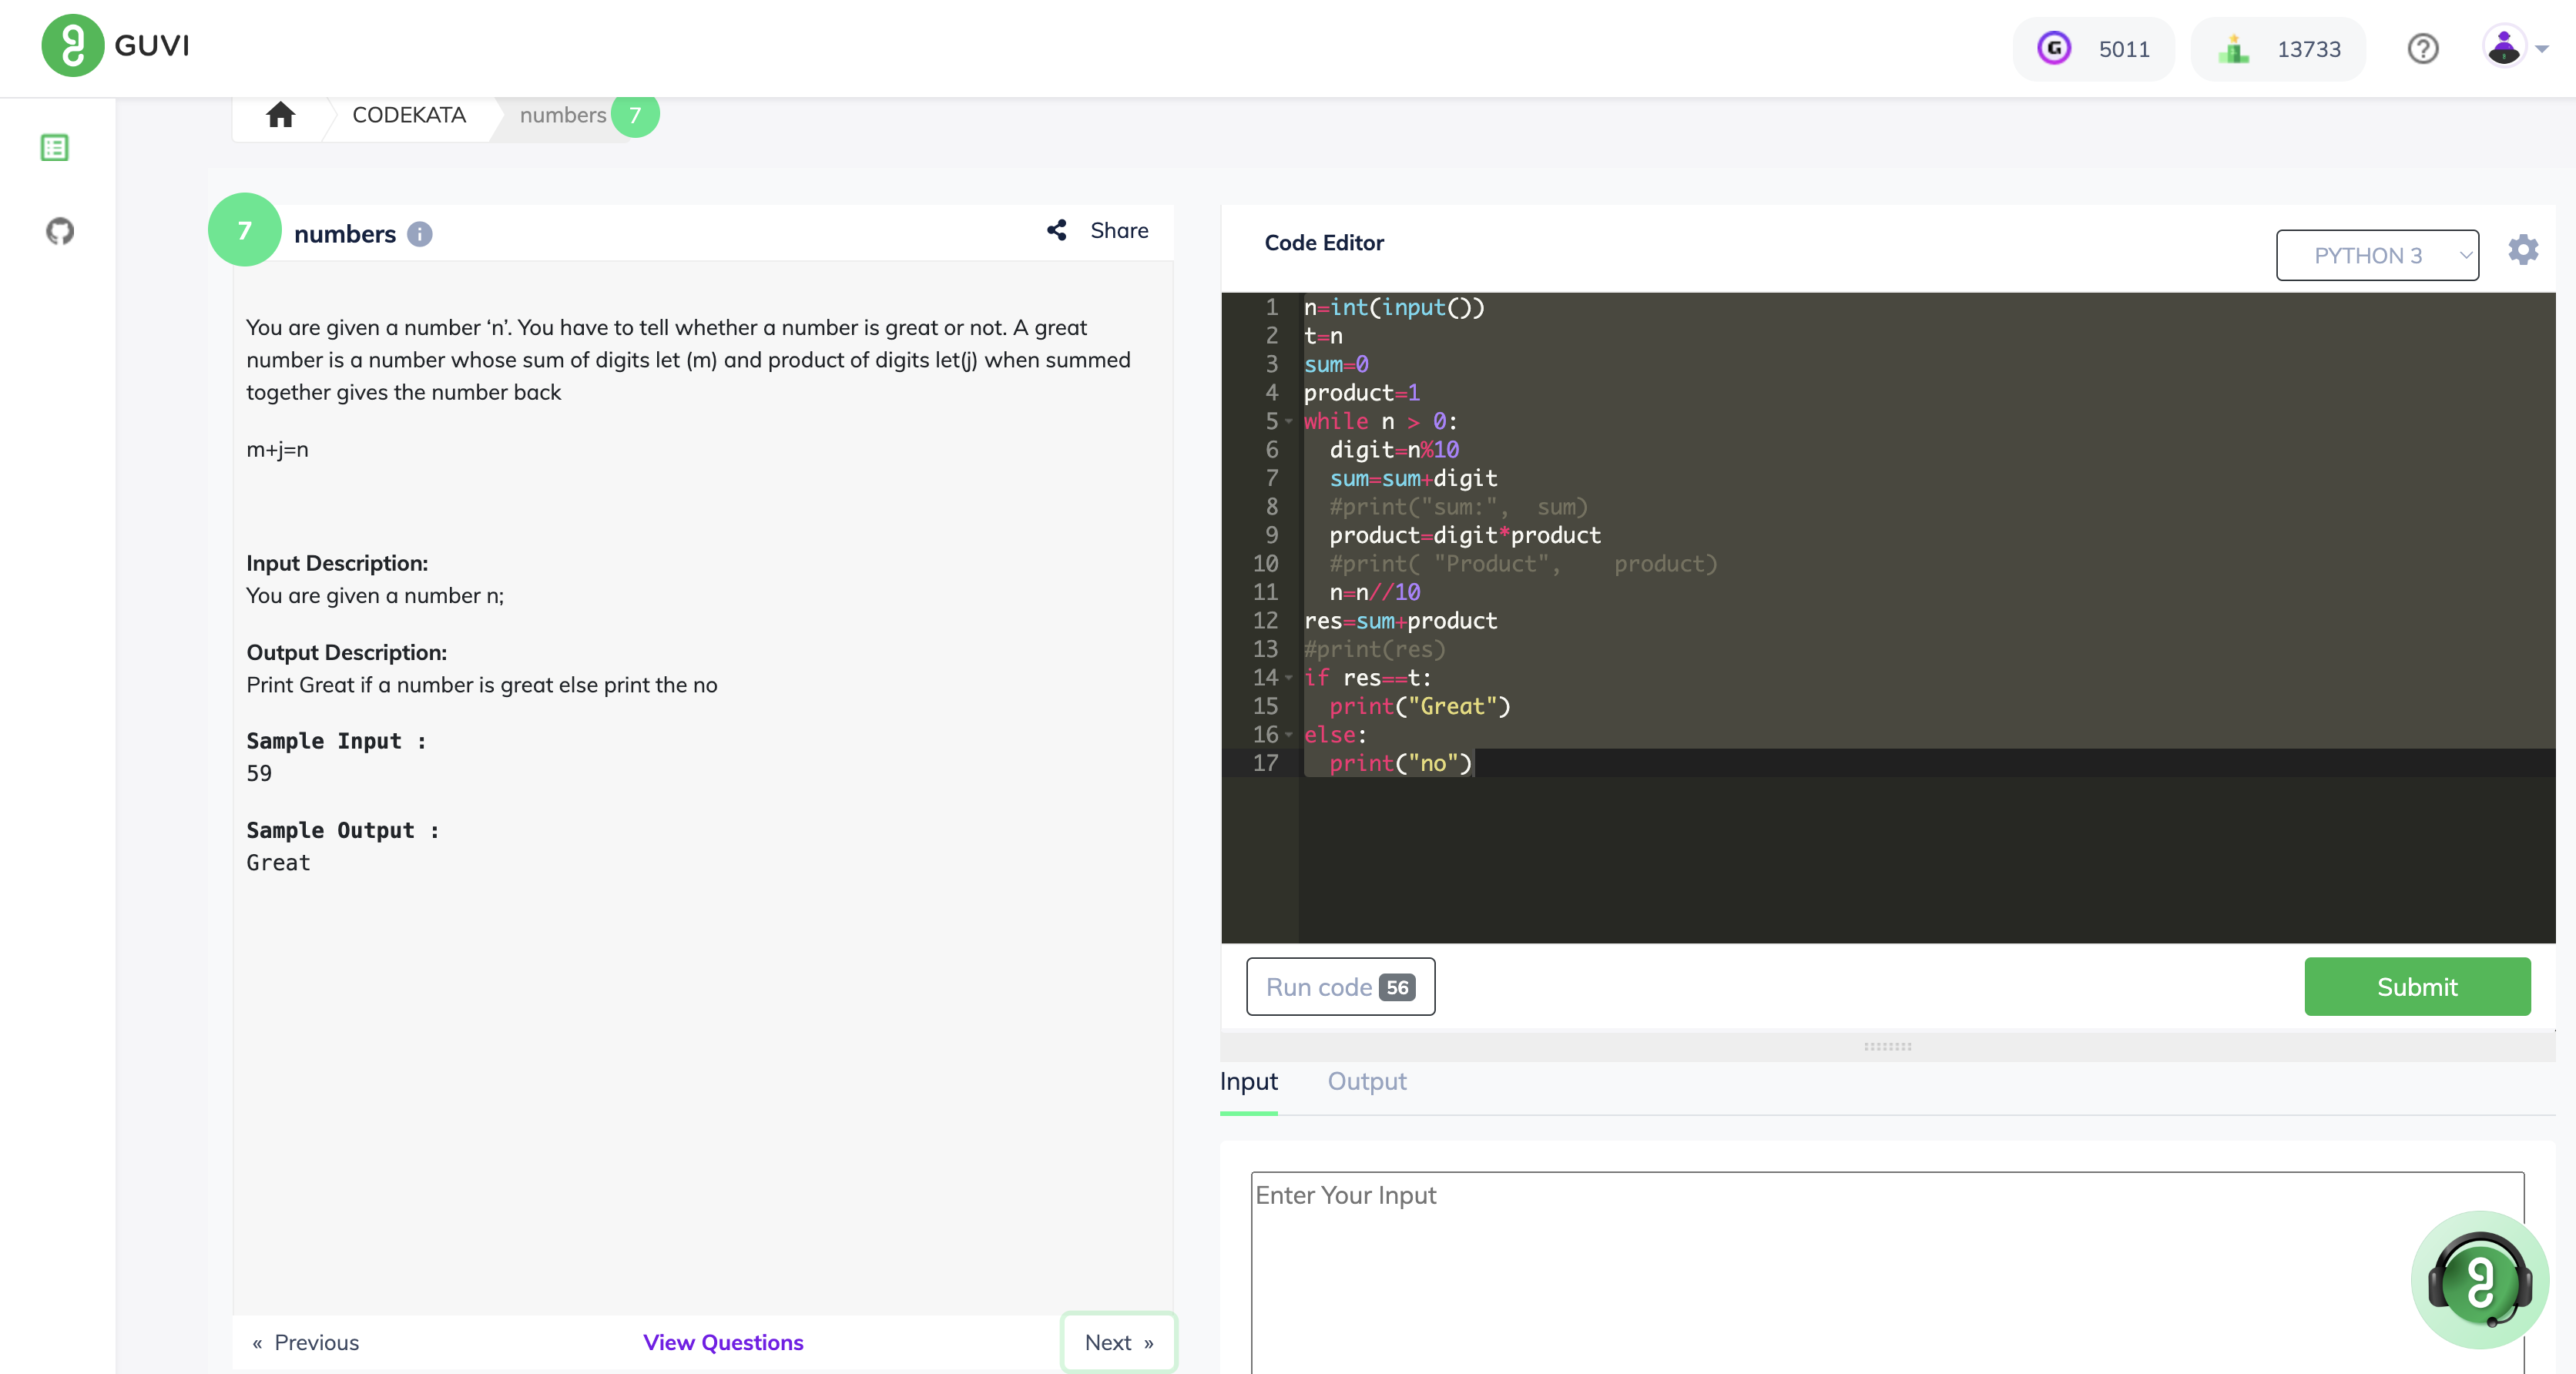 GUVI
5011
13733
CODEKATA
numbers 7
7
numbers
Share
You are given a number ‘n’. You have to tell whether a number is great or not. A great
number is a number whose sum of digits let (m) and product of digits let(j) when summed
together gives the number back
m+j=n
Input Description:
You are given a number n;
Output Description:
Print Great if a number is great else print the no
Sample Input :
59
Sample Output :
Great
« Previous
View Questions
Next »
Code Editor
PYTHON 3
1 n=int(input())
2 t=n
3 sum=0
4 product=1
5 while n > 0:
6   digit=n%10
7   sum=sum+digit
8   #print("sum:",  sum)
9   product=digit*product
10   #print( "Product",    product)
11   n=n//10
12 res=sum+product
13 #print(res)
14 if res==t:
15   print("Great")
16 else:
17   print("no")
Run code 56
Submit
Input
Output
Enter Your Input